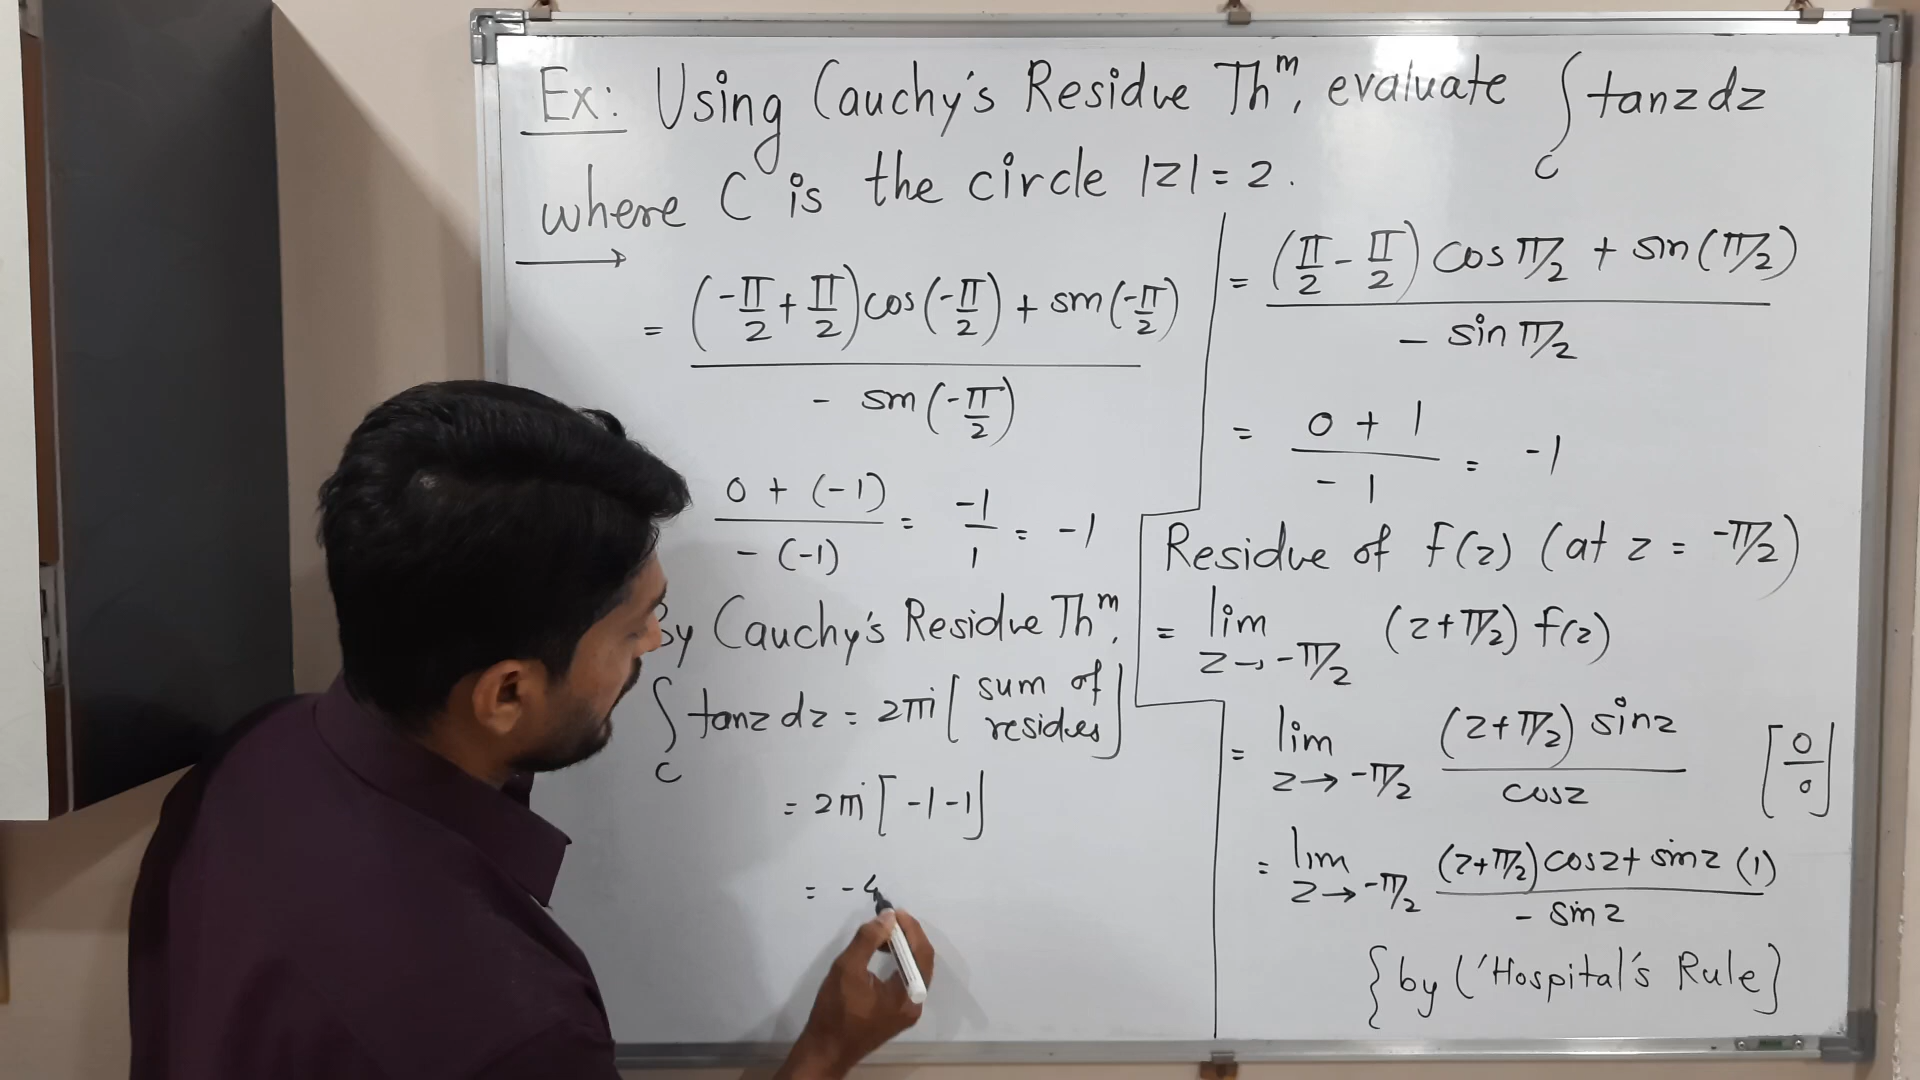 Ex: Using Cauchy's Residue Thᵐ, evaluate ∫_C tanz dz
where C is the circle |z| = 2.
= ((-π/2 + π/2) cos(-π/2) + sin(-π/2)) / (- sin(-π/2))
(0 + (-1)) / (- (-1)) = -1/1 = -1
By Cauchy's Residue Thᵐ,
∫_C tanz dz = 2πi [sum of residues]
= 2πi [-1-1]
= -4
= ((π/2 - π/2) cos π/2 + sin(π/2)) / (- sin π/2)
= (0 + 1) / (-1) = -1
Residue of f(z) (at z = -π/2)
= lim z→-π/2 (z+π/2) f(z)
= lim z→-π/2 ((z+π/2) sinz) / cosz [0/0]
= lim z→-π/2 ((z+π/2) cosz + sinz (1)) / (- sinz)
{by L'Hospital's Rule}